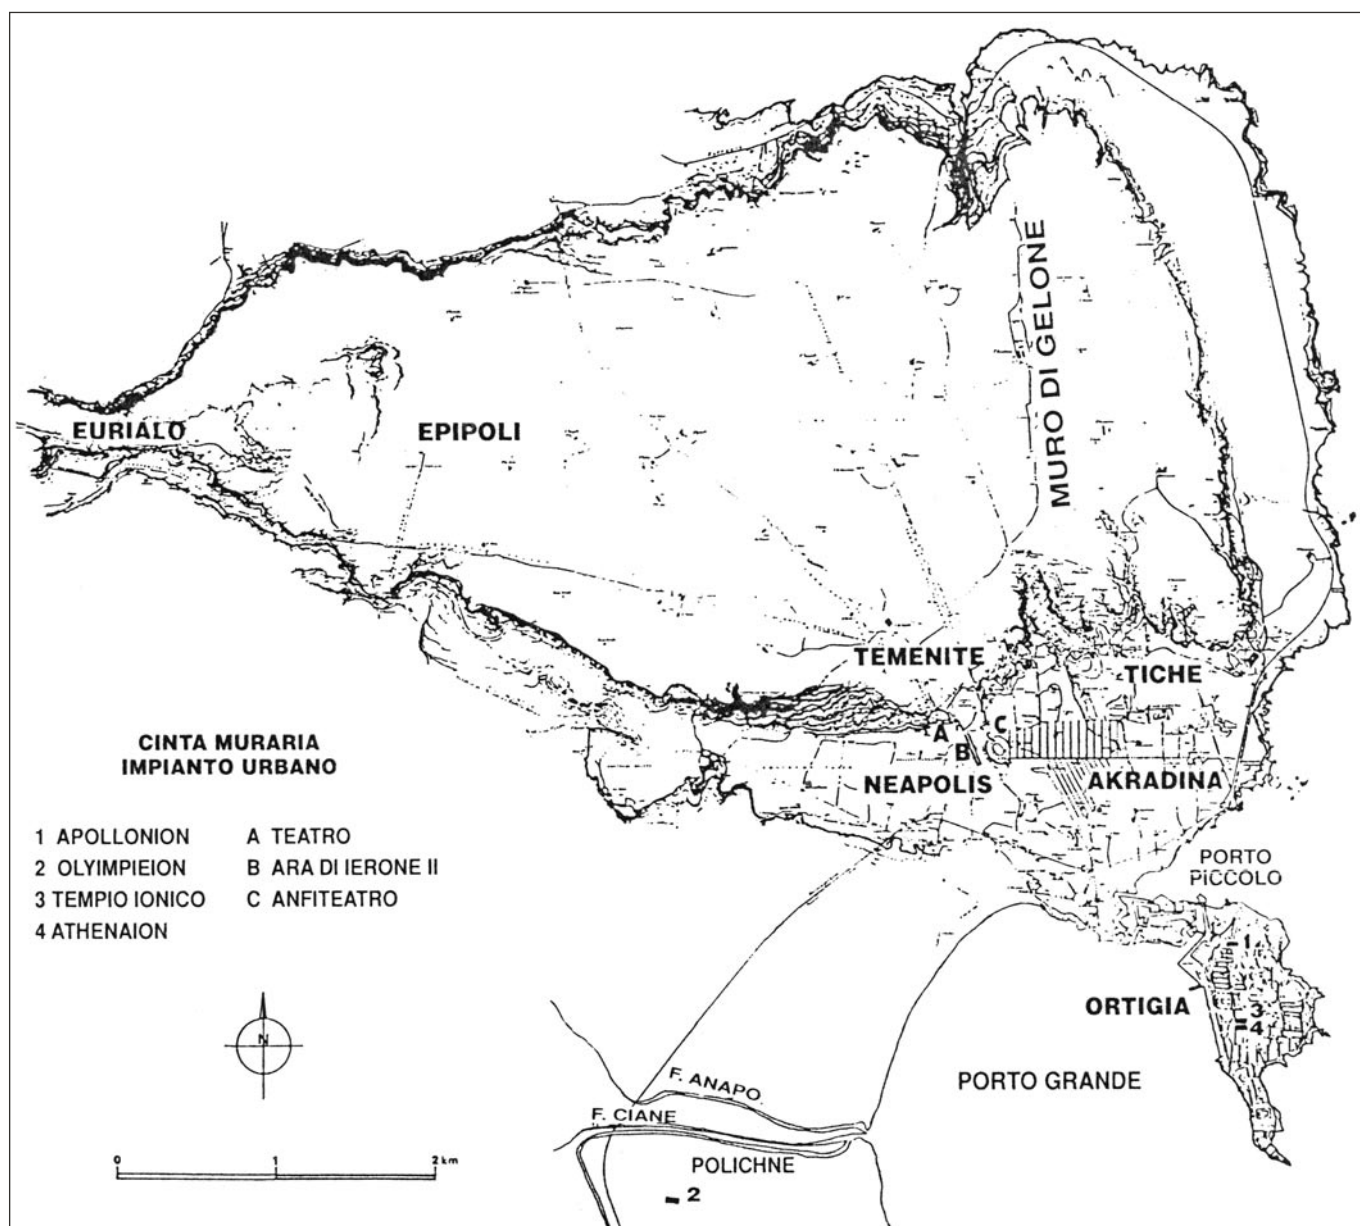 MURO DI GELONE
EURIALO
EPIPOLI
TEMENITE
TICHE
A
B
C
NEAPOLIS
AKRADINA
CINTA MURARIA
IMPIANTO URBANO
1 APOLLONION
2 OLYIMPIEION
3 TEMPIO IONICO
4 ATHENAION
A TEATRO
B ARA DI IERONE II
C ANFITEATRO
PORTO
PICCOLO
1
ORTIGIA
3
4
N
PORTO GRANDE
F. ANAPO.
F. CIANE
POLICHNE
2
0 1 2 km